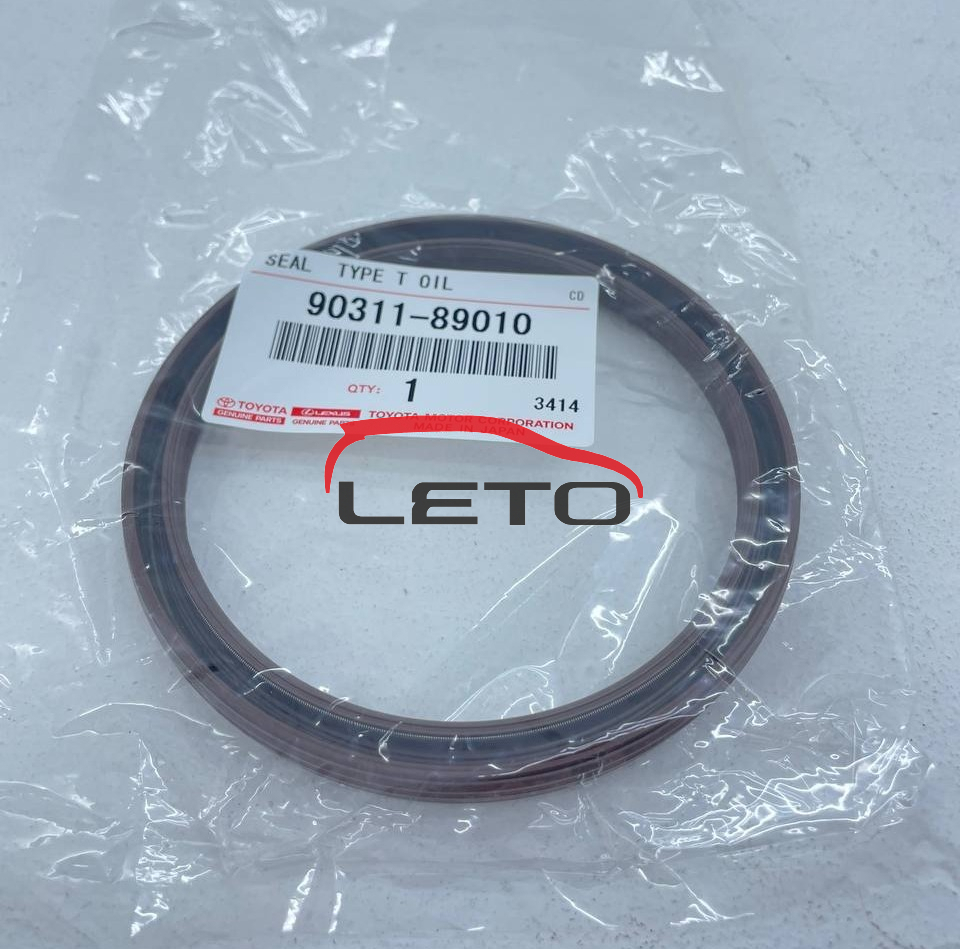 SEAL TYPE T OIL
CD
90311-89010
QTY: 1
3414
TOYOTA
GENUINE PARTS
LEXUS
GENUINE PARTS
TOYOTA MOTOR CORPORATION
MADE IN JAPAN
LETO